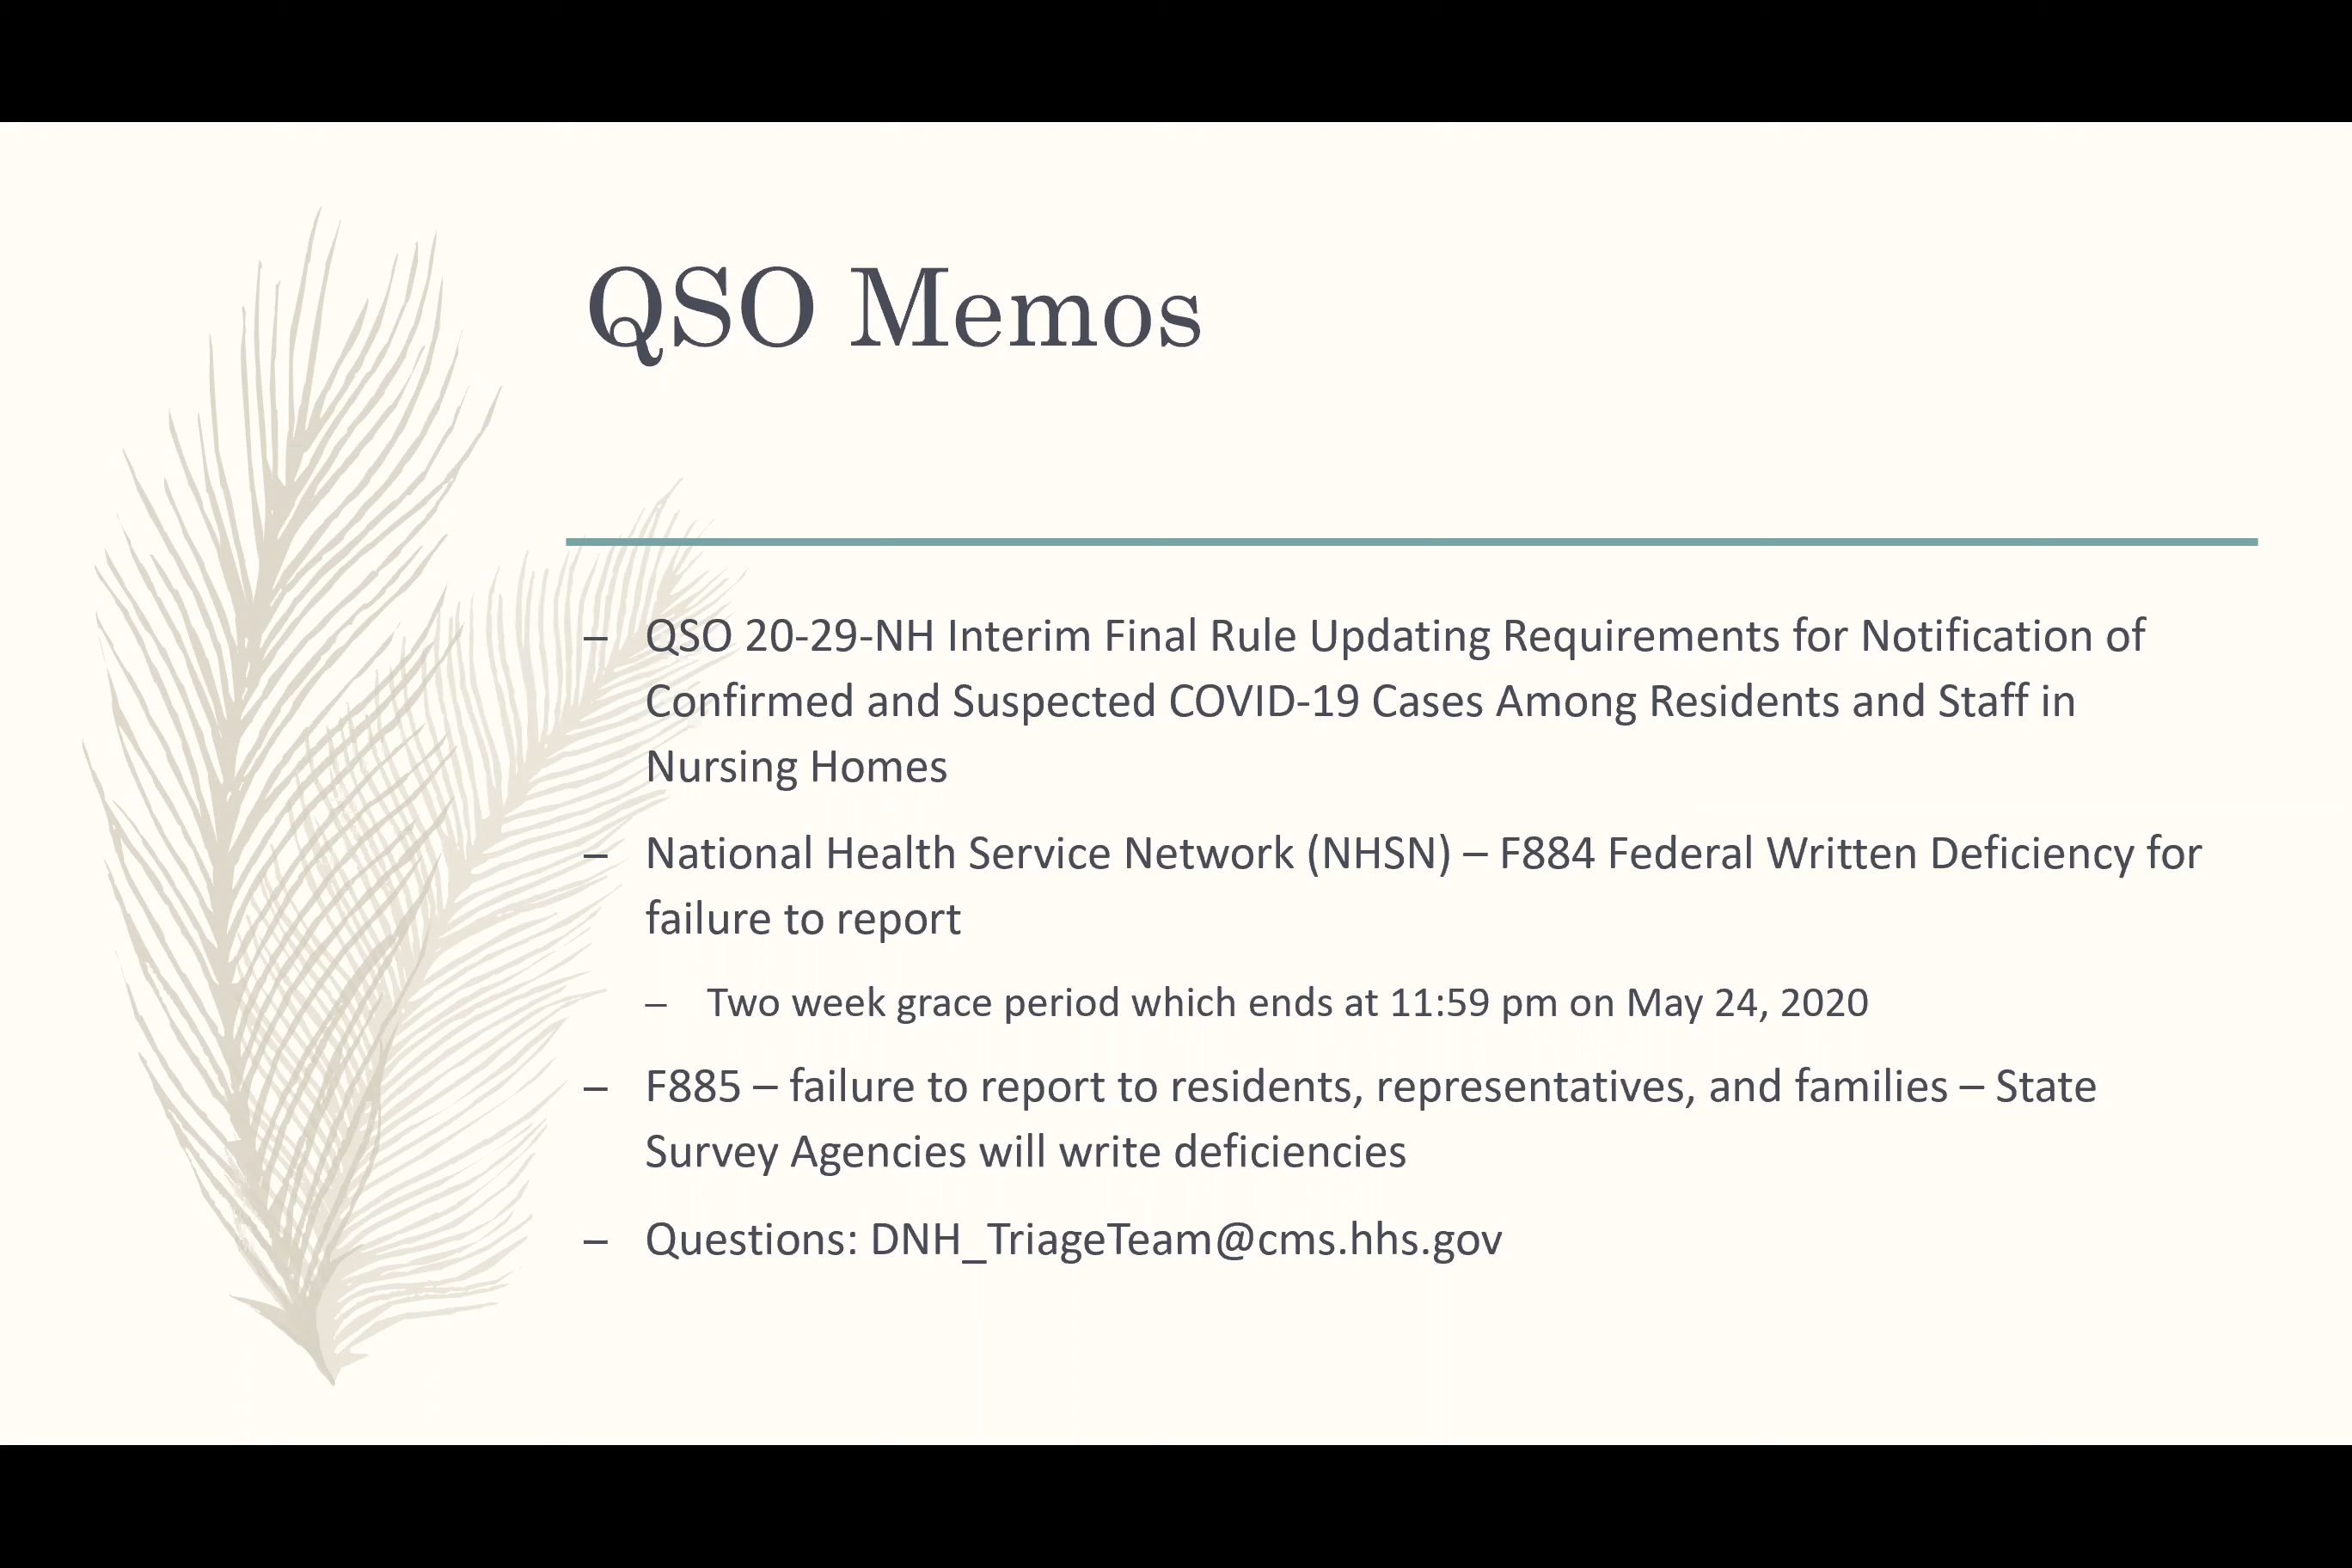 QSO Memos
– QSO 20-29-NH Interim Final Rule Updating Requirements for Notification of
Confirmed and Suspected COVID-19 Cases Among Residents and Staff in
Nursing Homes
– National Health Service Network (NHSN) – F884 Federal Written Deficiency for
failure to report
– Two week grace period which ends at 11:59 pm on May 24, 2020
– F885 – failure to report to residents, representatives, and families – State
Survey Agencies will write deficiencies
– Questions: DNH_TriageTeam@cms.hhs.gov